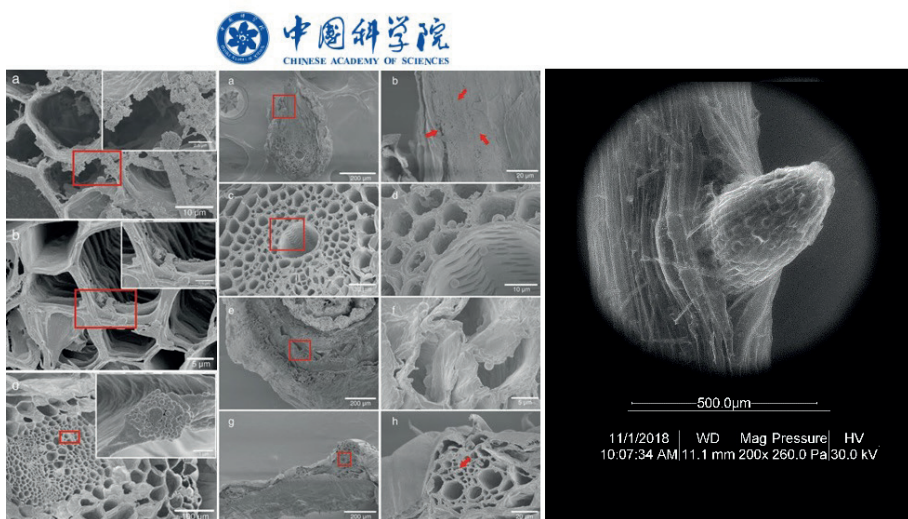 中国科学院
CHINESE ACADEMY OF SCIENCES
a
10 µm
b
5 µm
d
100 µm
a
200 µm
b
20 µm
c
d
10 µm
e
200 µm
5 µm
g
200 µm
h
20 µm
500.0µm
11/1/2018 WD Mag Pressure HV
10:07:34 AM 11.1 mm 200x 260.0 Pa 30.0 kV